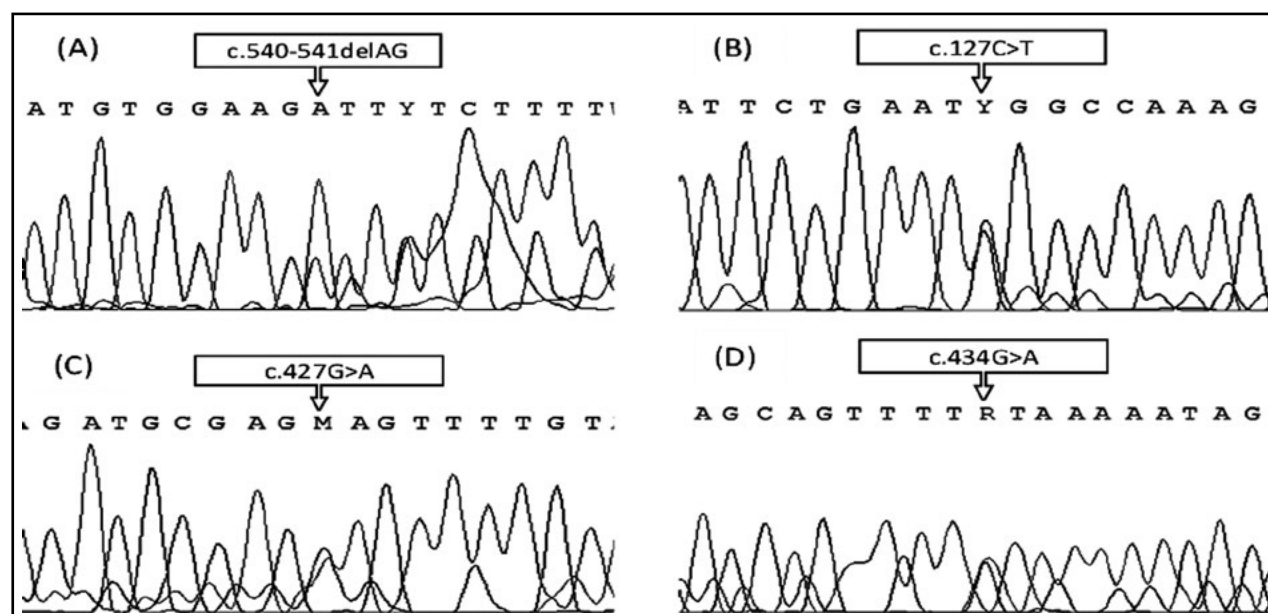 (A)
c.540-541delAG
A T G T G G A A G A T T Y T C T T T T
(B)
c.127C>T
A T T C T G A A T Y G G C C A A A G
(C)
c.427G>A
G A T G C G A G M A G T T T T G T
(D)
c.434G>A
A G C A G T T T T R T A A A A A T A G